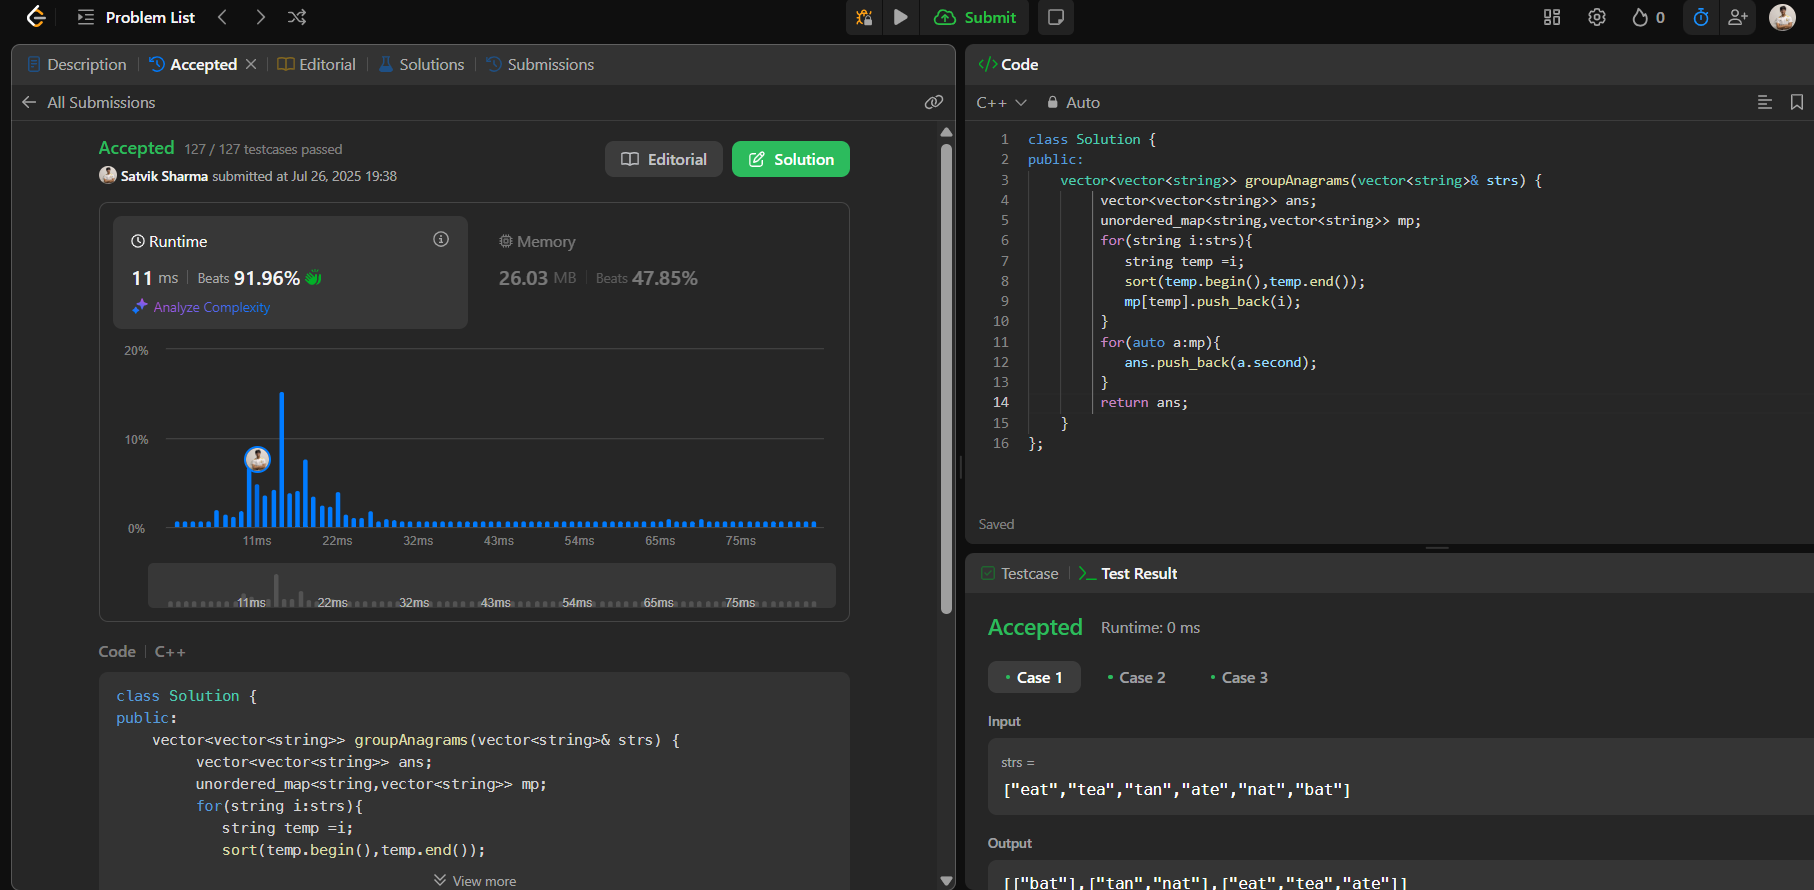 Problem List
Submit
0
Description
Accepted
Editorial
Solutions
Submissions
All Submissions
Accepted 127 / 127 testcases passed
Satvik Sharma submitted at Jul 26, 2025 19:38
Editorial
Solution
Runtime
11 ms Beats 91.96%
Analyze Complexity
Memory
26.03 MB Beats 47.85%
20%
10%
0%
11ms 22ms 32ms 43ms 54ms 65ms 75ms
11ms 22ms 32ms 43ms 54ms 65ms 75ms
Code C++
class Solution {
public:
    vector<vector<string>> groupAnagrams(vector<string>& strs) {
        vector<vector<string>> ans;
        unordered_map<string,vector<string>> mp;
        for(string i:strs){
           string temp =i;
           sort(temp.begin(),temp.end());
View more
</> Code
C++ Auto
1 class Solution {
2 public:
3     vector<vector<string>> groupAnagrams(vector<string>& strs) {
4         vector<vector<string>> ans;
5         unordered_map<string,vector<string>> mp;
6         for(string i:strs){
7            string temp =i;
8            sort(temp.begin(),temp.end());
9            mp[temp].push_back(i);
10         }
11         for(auto a:mp){
12            ans.push_back(a.second);
13         }
14         return ans;
15     }
16 };
Saved
Testcase
Test Result
Accepted Runtime: 0 ms
Case 1
Case 2
Case 3
Input
strs =
["eat","tea","tan","ate","nat","bat"]
Output
[["bat"],["tan","nat"],["eat","tea","ate"]]